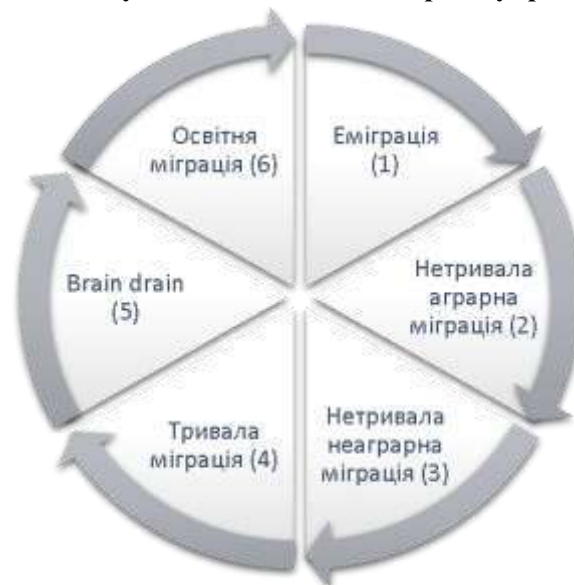 Еміграція
(1)
Нетривала
аграрна
міграція (2)
Нетривала
неаграрна
міграція (3)
Тривала
міграція (4)
Brain drain
(5)
Освітня
міграція (6)